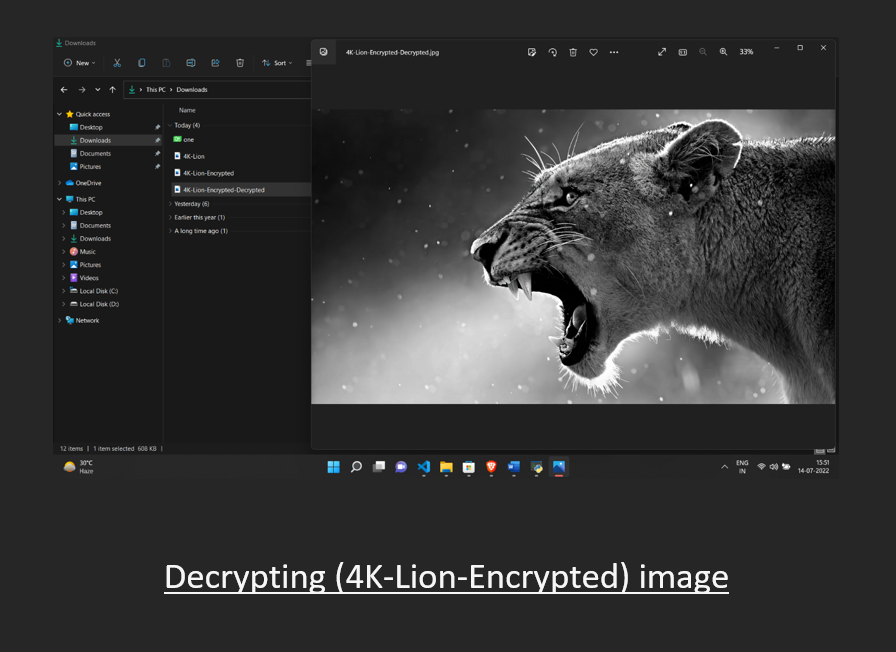 Downloads
4K-Lion-Encrypted-Decrypted.jpg
33%
New
Sort
This PC > Downloads
Name
Quick access
Desktop
Downloads
Documents
Pictures
OneDrive
This PC
Desktop
Documents
Downloads
Music
Pictures
Videos
Local Disk (C:)
Local Disk (D:)
Network
Today (4)
one
4K-Lion
4K-Lion-Encrypted
4K-Lion-Encrypted-Decrypted
Yesterday (6)
Earlier this year (1)
A long time ago (1)
12 items | 1 item selected 608 KB |
30°C
Haze
ENG
IN
15:51
14-07-2022
Decrypting (4K-Lion-Encrypted) image